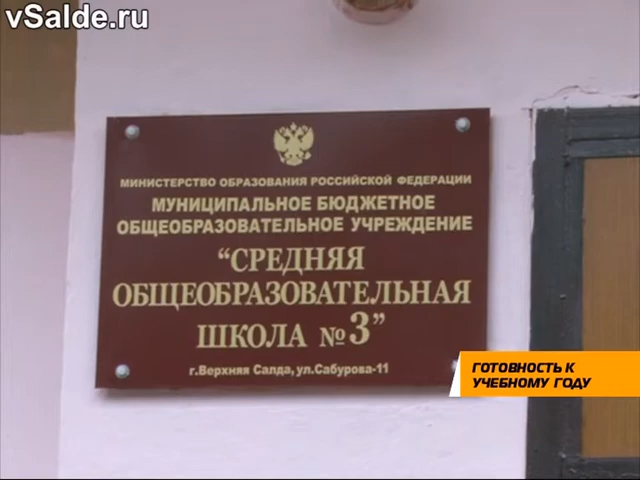 vSalde.ru
МИНИСТЕРСТВО ОБРАЗОВАНИЯ РОССИЙСКОЙ ФЕДЕРАЦИИ
МУНИЦИПАЛЬНОЕ БЮДЖЕТНОЕ
ОБЩЕОБРАЗОВАТЕЛЬНОЕ УЧРЕЖДЕНИЕ
“СРЕДНЯЯ
ОБЩЕОБРАЗОВАТЕЛЬНАЯ
ШКОЛА №3”
г.Верхняя Салда, ул.Сабурова-11
ГОТОВНОСТЬ К
УЧЕБНОМУ ГОДУ